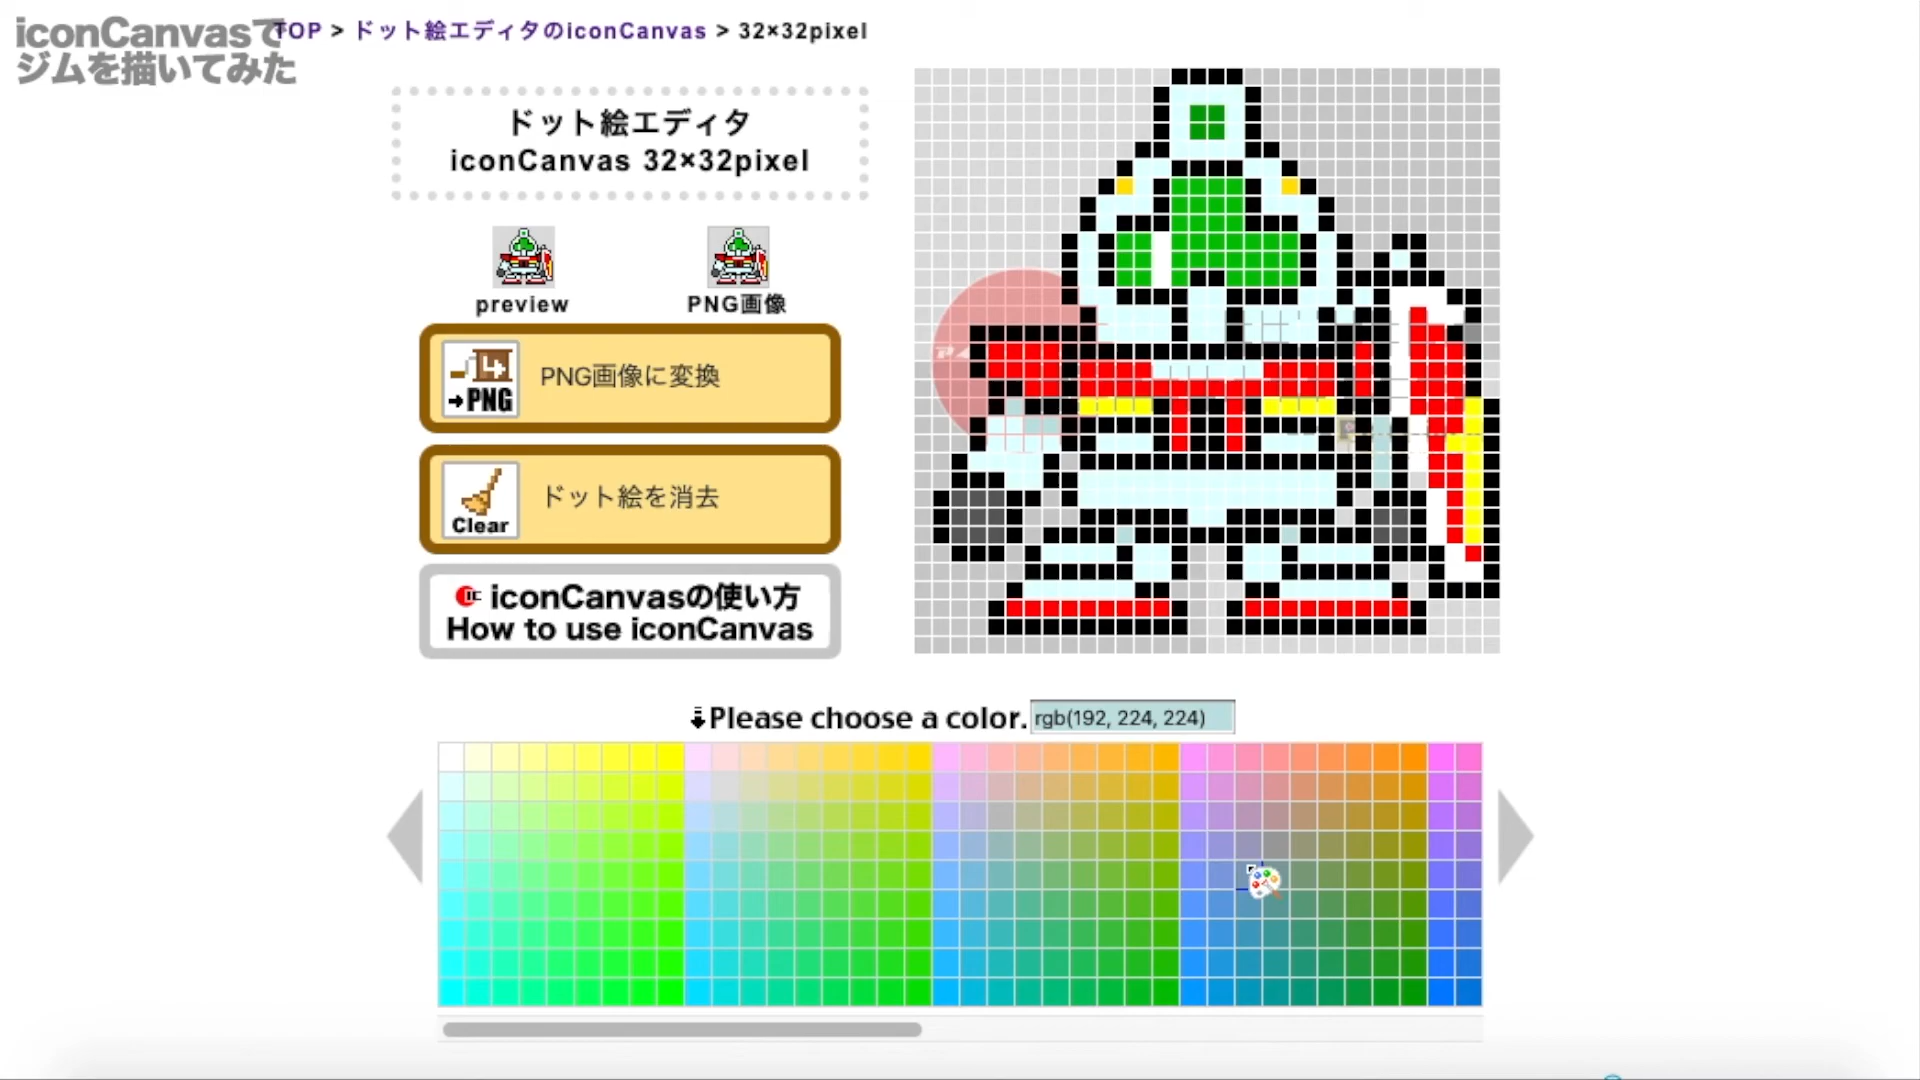 iconCanvasで
ジムを描いてみた
TOP > ドット絵エディタのiconCanvas > 32×32pixel
ドット絵エディタ
iconCanvas 32×32pixel
preview
PNG画像
→PNG
PNG画像に変換
Clear
ドット絵を消去
iconCanvasの使い方
How to use iconCanvas
Please choose a color.
rgb(192, 224, 224)